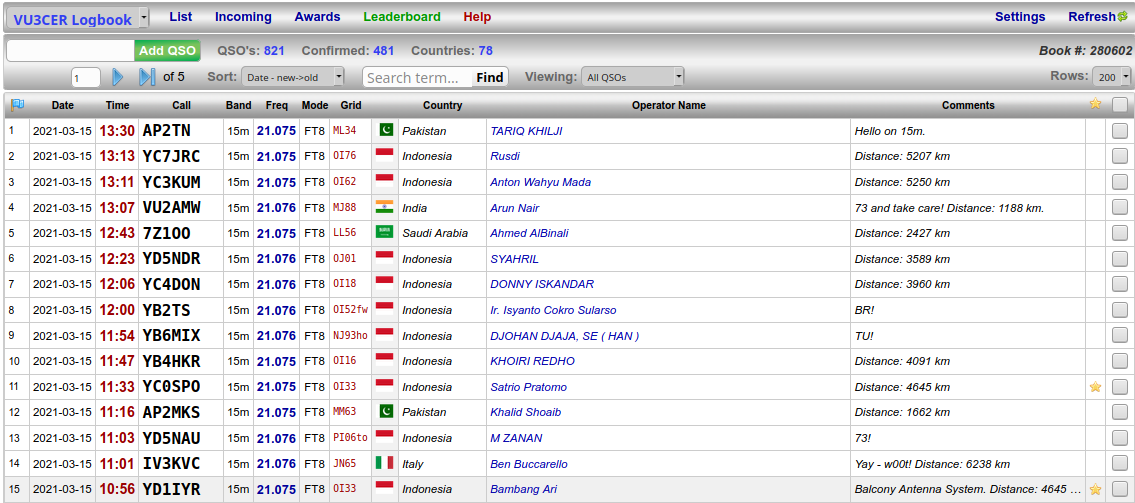 VU3CER Logbook List Incoming Awards Leaderboard Help Settings Refresh
Add QSO QSO's: 821 Confirmed: 481 Countries: 78 Book #: 280602
1 of 5 Sort: Date - new->old Search term... Find Viewing: All QSOs Rows: 200
Date Time Call Band Freq Mode Grid Country Operator Name Comments
1 2021-03-15 13:30 AP2TN 15m 21.075 FT8 ML34 Pakistan TARIQ KHILJI Hello on 15m.
2 2021-03-15 13:13 YC7JRC 15m 21.075 FT8 OI76 Indonesia Rusdi Distance: 5207 km
3 2021-03-15 13:11 YC3KUM 15m 21.075 FT8 OI62 Indonesia Anton Wahyu Mada Distance: 5250 km
4 2021-03-15 13:07 VU2AMW 15m 21.076 FT8 MJ88 India Arun Nair 73 and take care! Distance: 1188 km.
5 2021-03-15 12:43 7Z1OO 15m 21.075 FT8 LL56 Saudi Arabia Ahmed AlBinali Distance: 2427 km
6 2021-03-15 12:23 YD5NDR 15m 21.076 FT8 OJ01 Indonesia SYAHRIL Distance: 3589 km
7 2021-03-15 12:06 YC4DON 15m 21.076 FT8 OI18 Indonesia DONNY ISKANDAR Distance: 3960 km
8 2021-03-15 12:00 YB2TS 15m 21.076 FT8 OI52fw Indonesia Ir. Isyanto Cokro Sularso BR!
9 2021-03-15 11:54 YB6MIX 15m 21.076 FT8 NJ93ho Indonesia DJOHAN DJAJA, SE ( HAN ) TU!
10 2021-03-15 11:47 YB4HKR 15m 21.075 FT8 OI16 Indonesia KHOIRI REDHO Distance: 4091 km
11 2021-03-15 11:33 YC0SPO 15m 21.075 FT8 OI33 Indonesia Satrio Pratomo Distance: 4645 km
12 2021-03-15 11:16 AP2MKS 15m 21.075 FT8 MM63 Pakistan Khalid Shoaib Distance: 1662 km
13 2021-03-15 11:03 YD5NAU 15m 21.076 FT8 PI06to Indonesia M ZANAN 73!
14 2021-03-15 11:01 IV3KVC 15m 21.076 FT8 JN65 Italy Ben Buccarello Yay - w00t! Distance: 6238 km
15 2021-03-15 10:56 YD1IYR 15m 21.076 FT8 OI33 Indonesia Bambang Ari Balcony Antenna System. Distance: 4645 ...